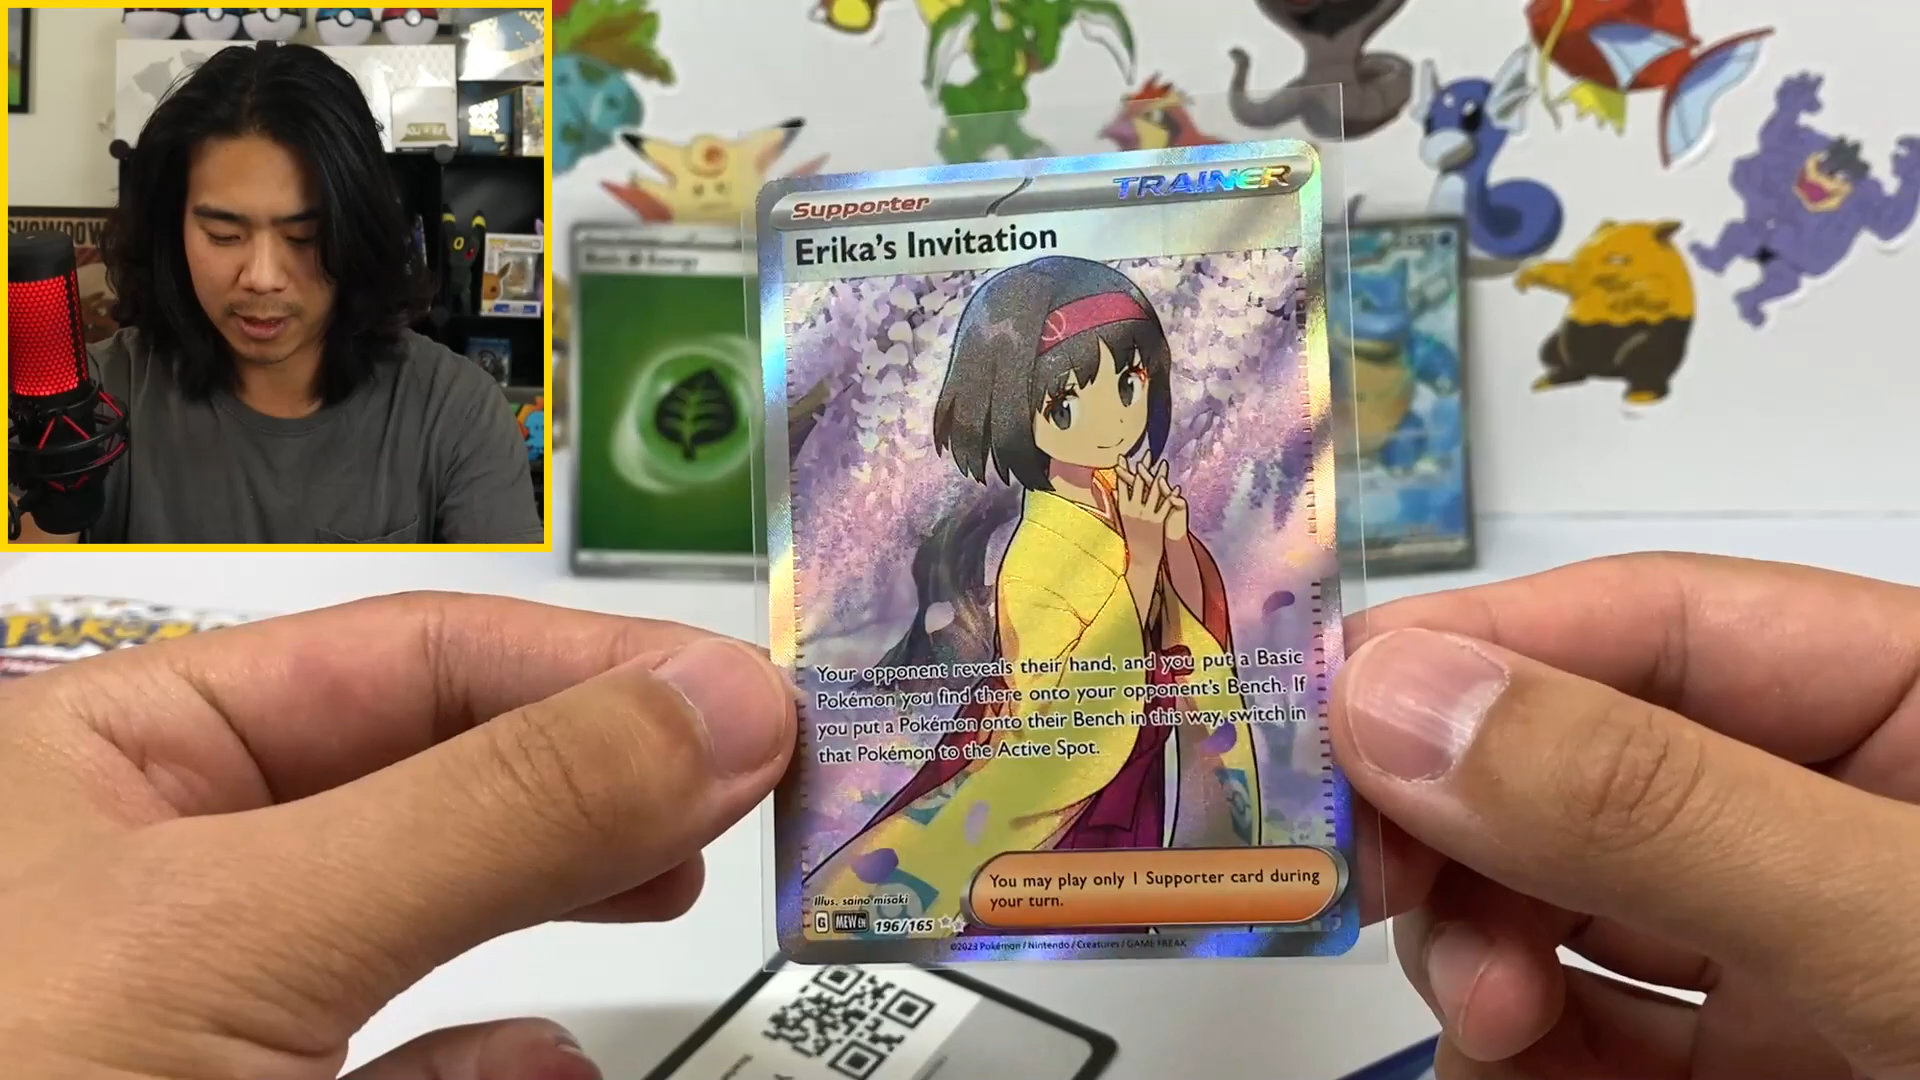 SHOWDOWN
Supporter
TRAINER
Erika's Invitation
Basic Energy
Your opponent reveals their hand, and you put a Basic
Pokémon you find there onto your opponent's Bench. If
you put a Pokémon onto their Bench in this way, switch in
that Pokémon to the Active Spot.
You may play only 1 Supporter card during
your turn.
Illus. saino misaki
G MEW EN 196/165
©2023 Pokémon / Nintendo / Creatures / GAME FREAK